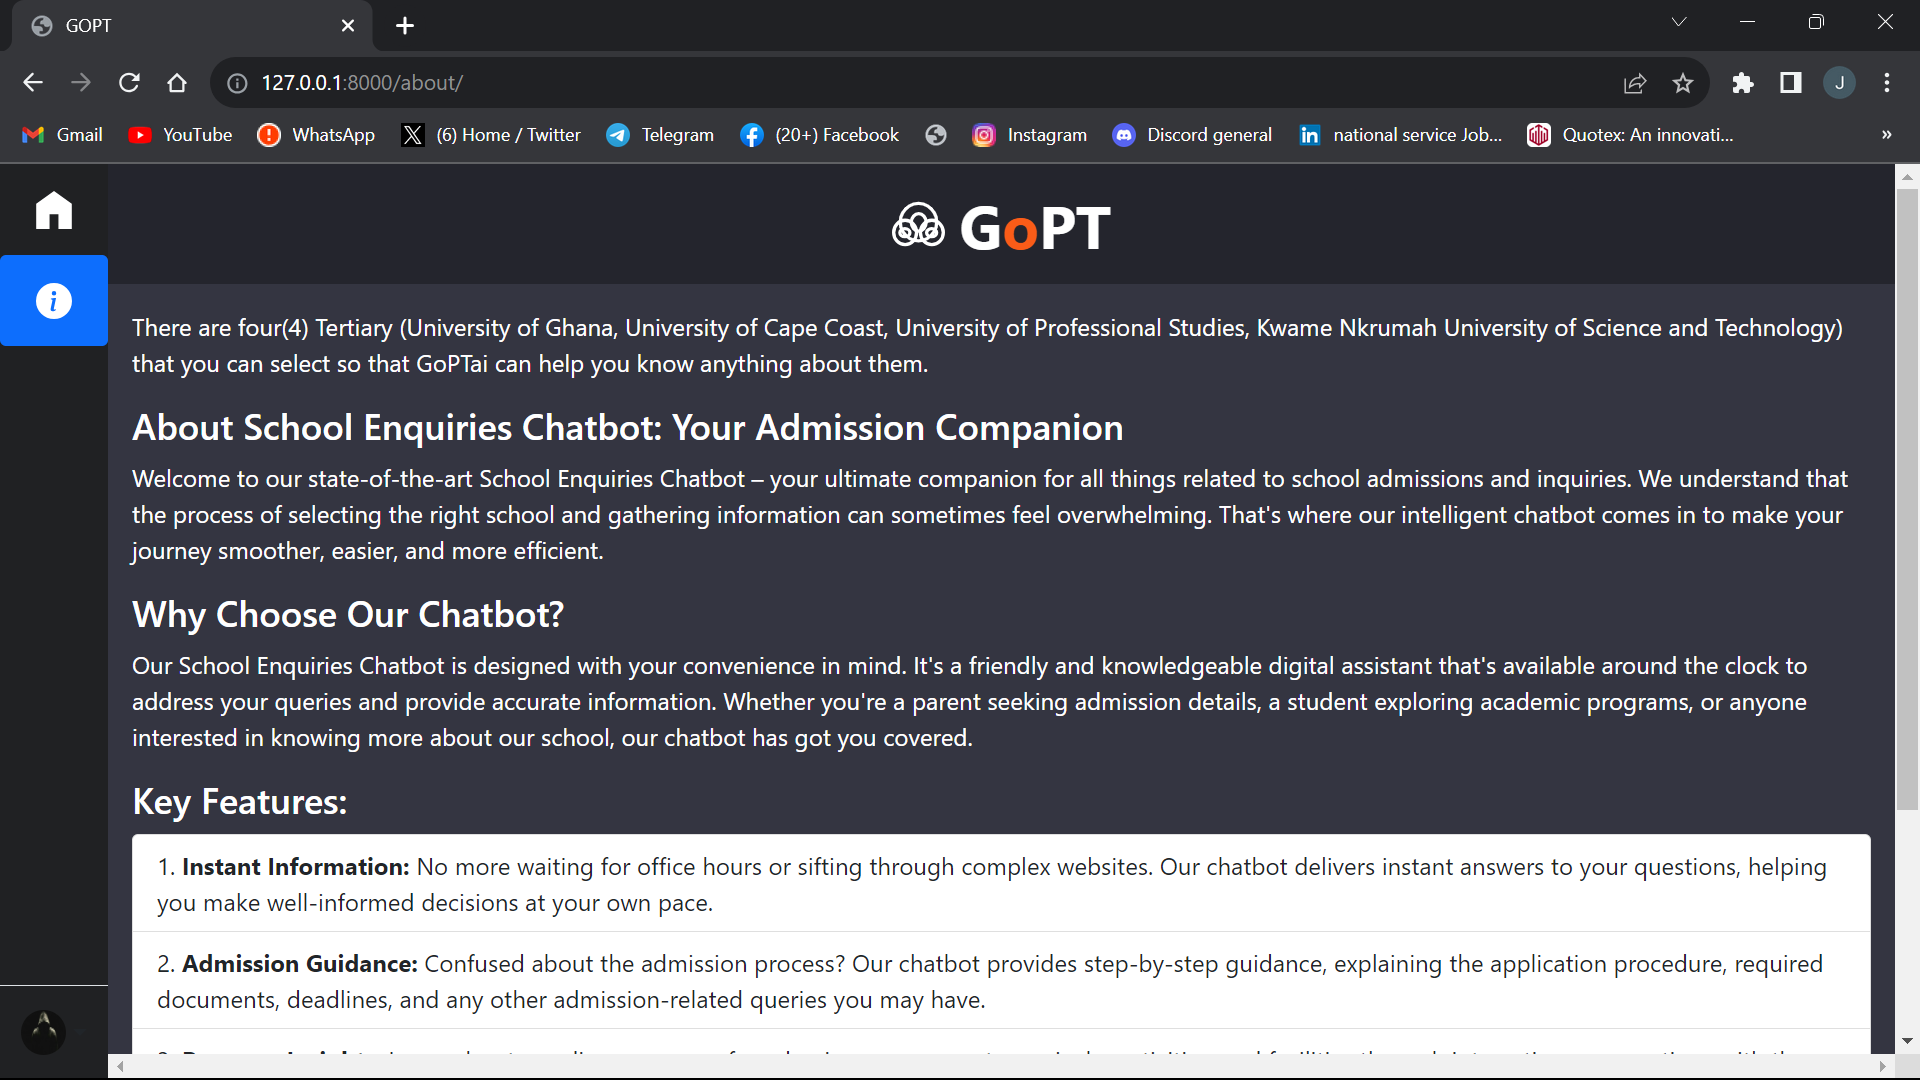 GOPT
127.0.0.1:8000/about/
J
Gmail YouTube WhatsApp (6) Home / Twitter Telegram (20+) Facebook Instagram Discord general national service Job... Quotex: An innovati... »
GoPT
There are four(4) Tertiary (University of Ghana, University of Cape Coast, University of Professional Studies, Kwame Nkrumah University of Science and Technology)
that you can select so that GoPTai can help you know anything about them.
About School Enquiries Chatbot: Your Admission Companion
Welcome to our state-of-the-art School Enquiries Chatbot – your ultimate companion for all things related to school admissions and inquiries. We understand that
the process of selecting the right school and gathering information can sometimes feel overwhelming. That's where our intelligent chatbot comes in to make your
journey smoother, easier, and more efficient.
Why Choose Our Chatbot?
Our School Enquiries Chatbot is designed with your convenience in mind. It's a friendly and knowledgeable digital assistant that's available around the clock to
address your queries and provide accurate information. Whether you're a parent seeking admission details, a student exploring academic programs, or anyone
interested in knowing more about our school, our chatbot has got you covered.
Key Features:
1. Instant Information: No more waiting for office hours or sifting through complex websites. Our chatbot delivers instant answers to your questions, helping
you make well-informed decisions at your own pace.
2. Admission Guidance: Confused about the admission process? Our chatbot provides step-by-step guidance, explaining the application procedure, required
documents, deadlines, and any other admission-related queries you may have.